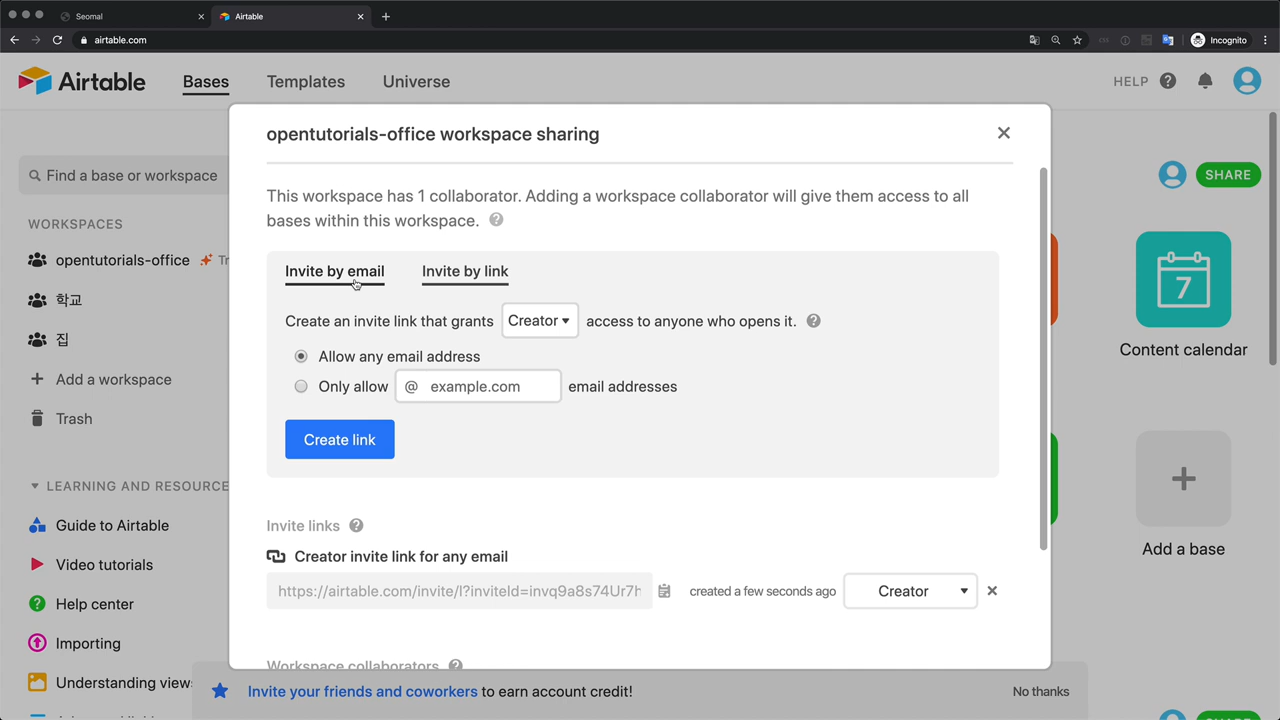 Seomal
Airtable
airtable.com
Incognito
Airtable
Bases
Templates
Universe
HELP
opentutorials-office workspace sharing
Find a base or workspace
SHARE
This workspace has 1 collaborator. Adding a workspace collaborator will give them access to all
bases within this workspace.
WORKSPACES
opentutorials-office
Tr
학교
집
Add a workspace
Trash
Invite by email
Invite by link
Create an invite link that grants Creator access to anyone who opens it.
Allow any email address
Only allow @ example.com email addresses
Create link
7
Content calendar
LEARNING AND RESOURCE
Guide to Airtable
Video tutorials
Help center
Importing
Understanding view
Invite links
Creator invite link for any email
https://airtable.com/invite/l?inviteId=invq9a8s74Ur7h
created a few seconds ago
Creator
Workspace collaborators
Add a base
Invite your friends and coworkers to earn account credit!
No thanks
SHARE